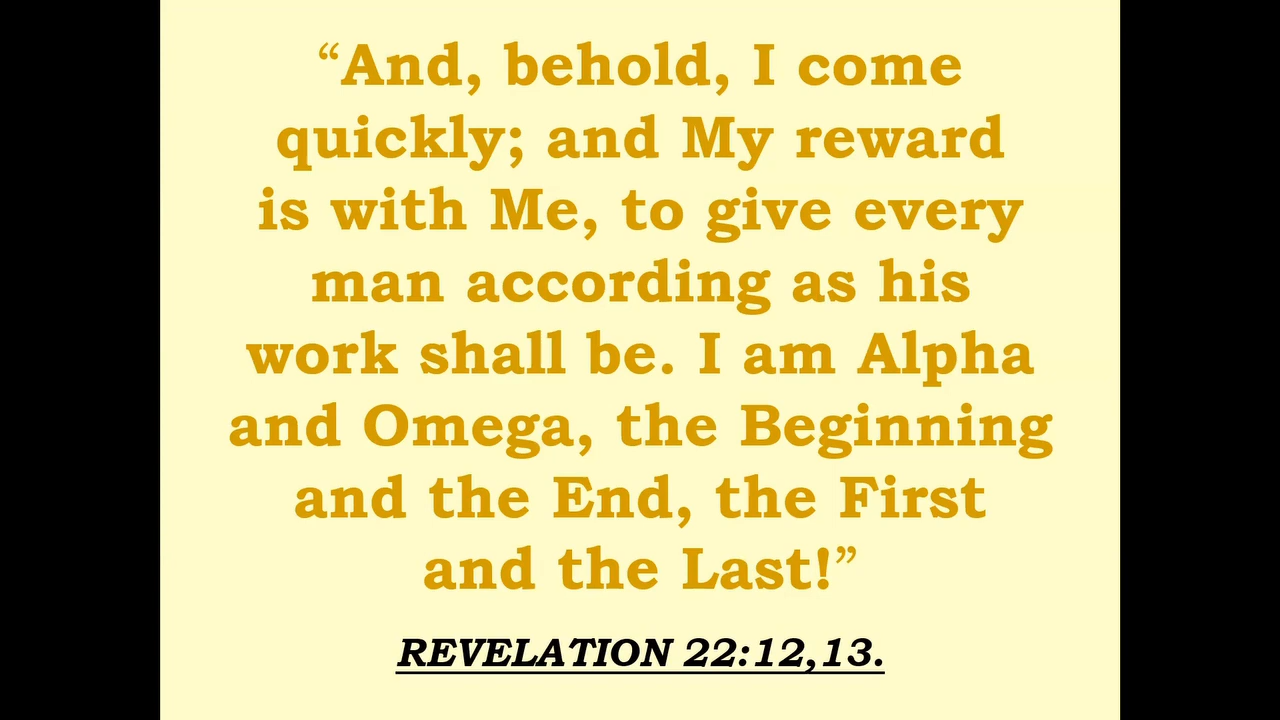 “And, behold, I come
quickly; and My reward
is with Me, to give every
man according as his
work shall be. I am Alpha
and Omega, the Beginning
and the End, the First
and the Last!”
REVELATION 22:12,13.